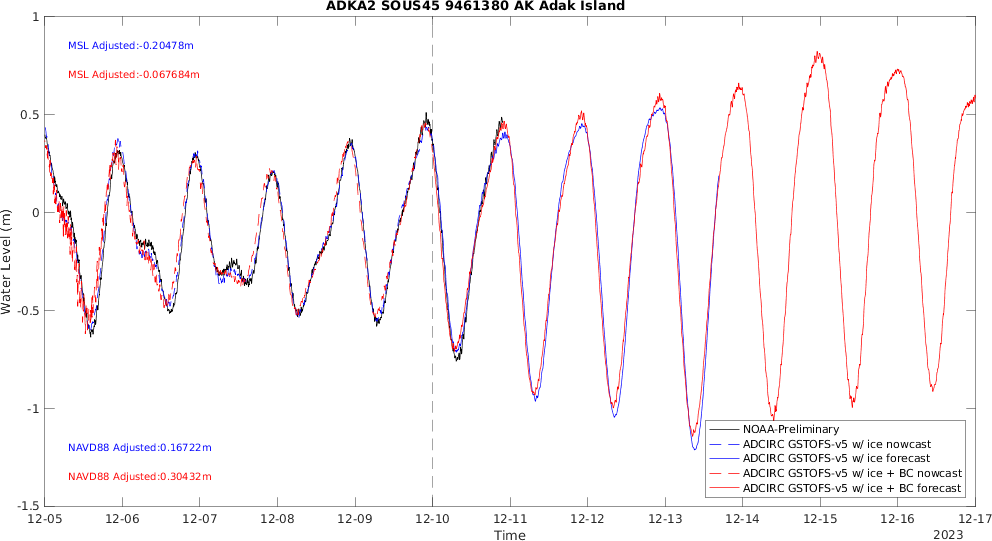 ADKA2 SOUS45 9461380 AK Adak Island
MSL Adjusted:-0.20478m
MSL Adjusted:-0.067684m
NAVD88 Adjusted:0.16722m
NAVD88 Adjusted:0.30432m
Water Level (m)
1
0.5
0
-0.5
-1
-1.5
NOAA-Preliminary
ADCIRC GSTOFS-v5 w/ ice nowcast
ADCIRC GSTOFS-v5 w/ ice forecast
ADCIRC GSTOFS-v5 w/ ice + BC nowcast
ADCIRC GSTOFS-v5 w/ ice + BC forecast
12-05 12-06 12-07 12-08 12-09 12-10 12-11 12-12 12-13 12-14 12-15 12-16 12-17
Time
2023